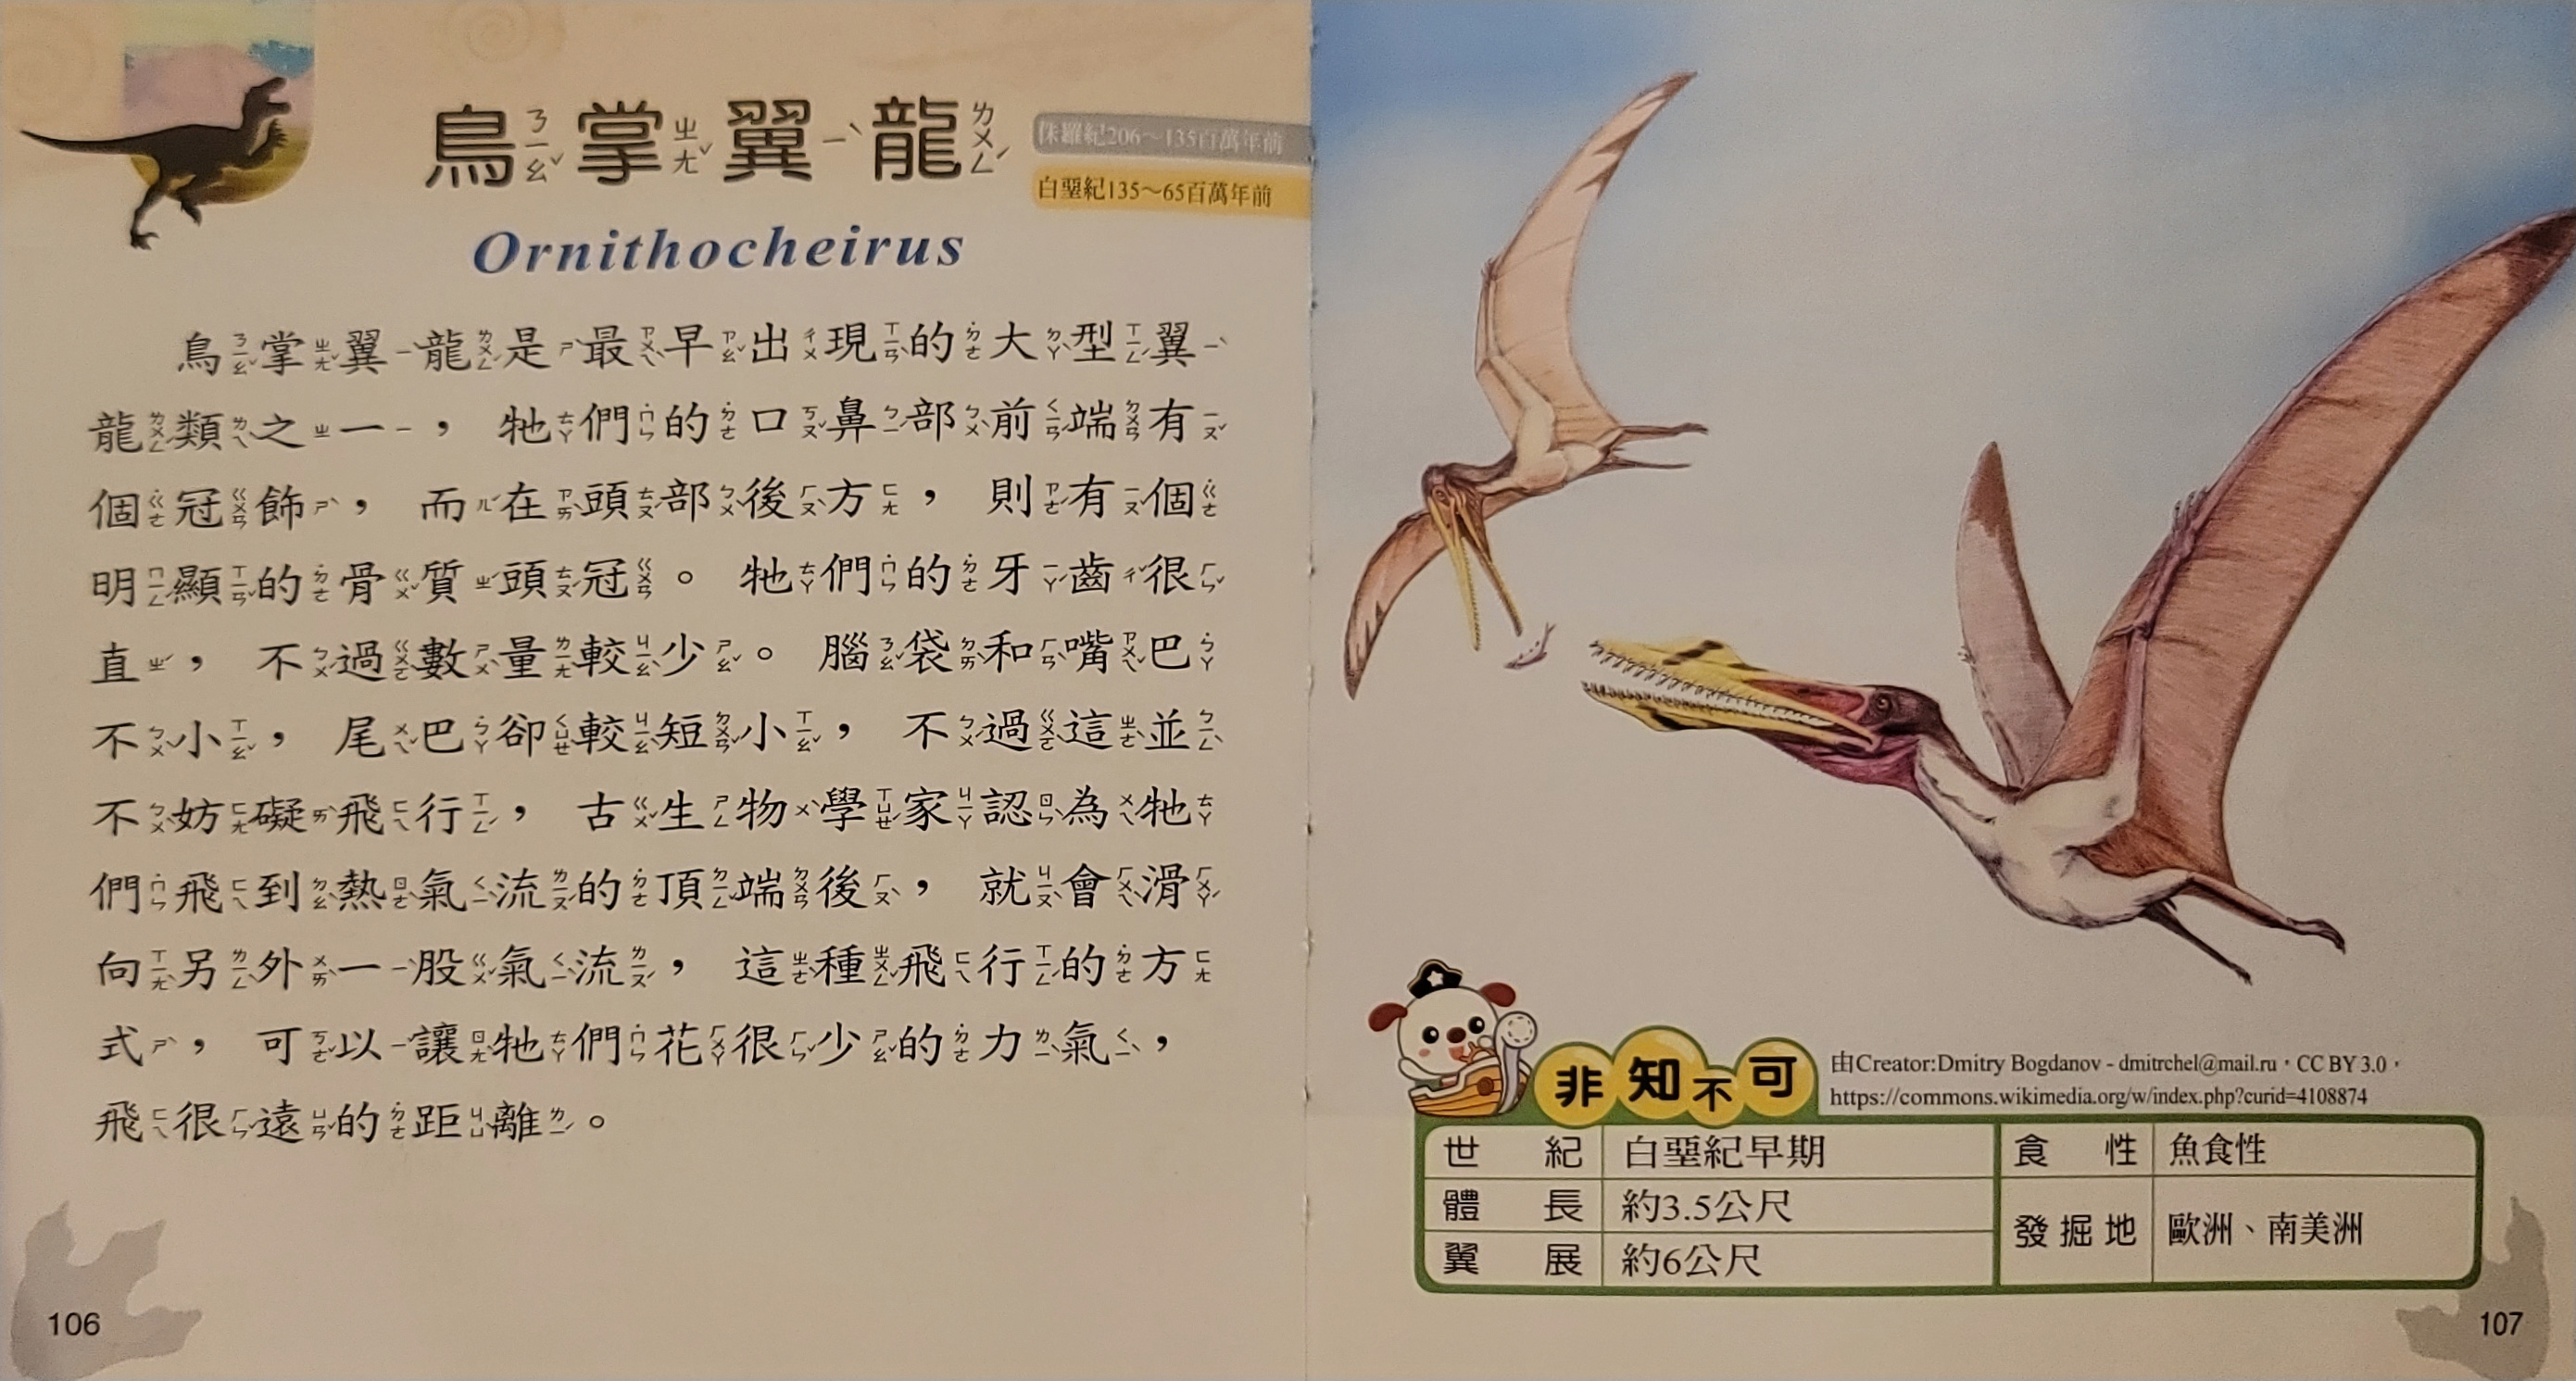 鳥掌翼龍
侏羅紀206～135百萬年前
白堊紀135～65百萬年前
Ornithocheirus
鳥掌翼龍是最早出現的大型翼
龍類之一，牠們的口鼻部前端有
個冠飾，而在頭部後方，則有個
明顯的骨質頭冠。牠們的牙齒很
直，不過數量較少。腦袋和嘴巴
不小，尾巴卻較短小，不過這並
不妨礙飛行，古生物學家認為牠
們飛到熱氣流的頂端後，就會滑
向另外一股氣流，這種飛行的方
式，可以讓牠們花很少的力氣，
飛很遠的距離。
106
非知不可
由Creator:Dmitry Bogdanov - dmitrchel@mail.ru，CC BY 3.0，
https://commons.wikimedia.org/w/index.php?curid=4108874
世紀 白堊紀早期 食性 魚食性
體長 約3.5公尺
發掘地 歐洲、南美洲
翼展 約6公尺
107